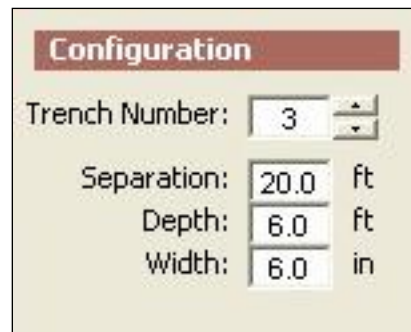 Configuration
Trench Number: 3
Separation: 20.0 ft
Depth: 6.0 ft
Width: 6.0 in